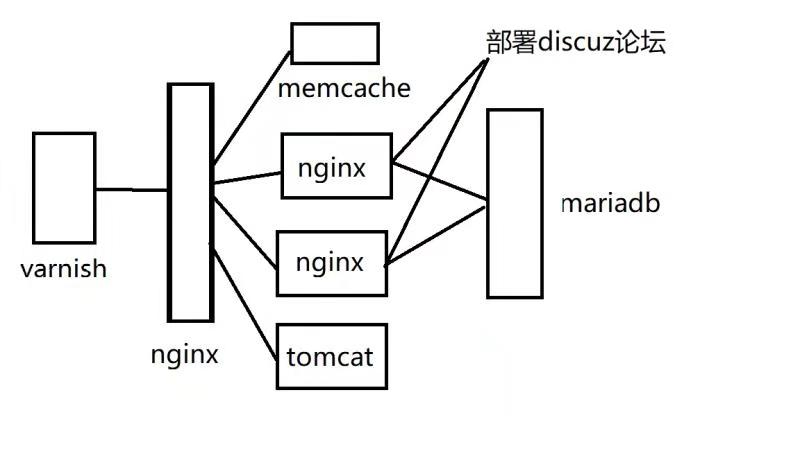 部署discuz论坛
memcache
nginx
mariadb
nginx
varnish
nginx
tomcat